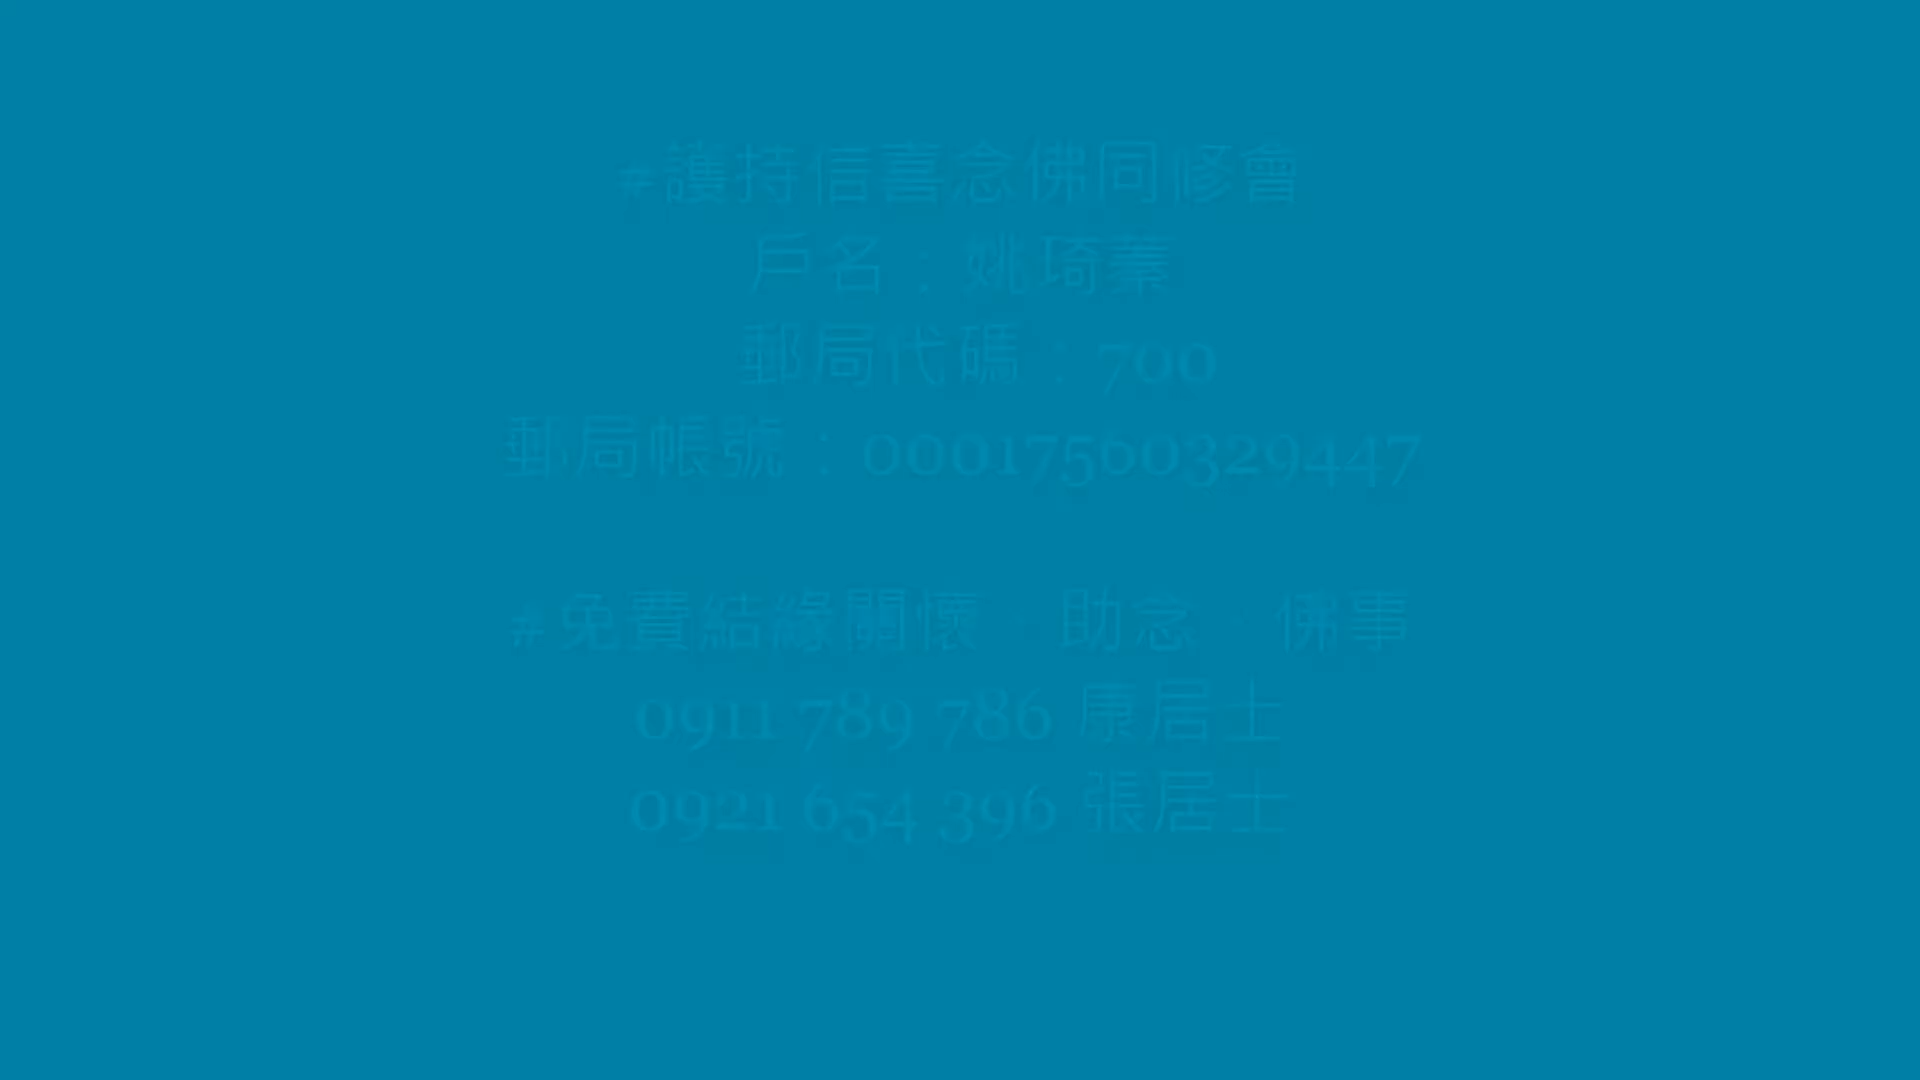 #護持信喜念佛同修會
戶名：姚琦蓁
郵局代碼：700
郵局帳號：00017560329447
#免費結緣關懷、助念、佛事
0911 789 786 康居士
0921 654 396 張居士